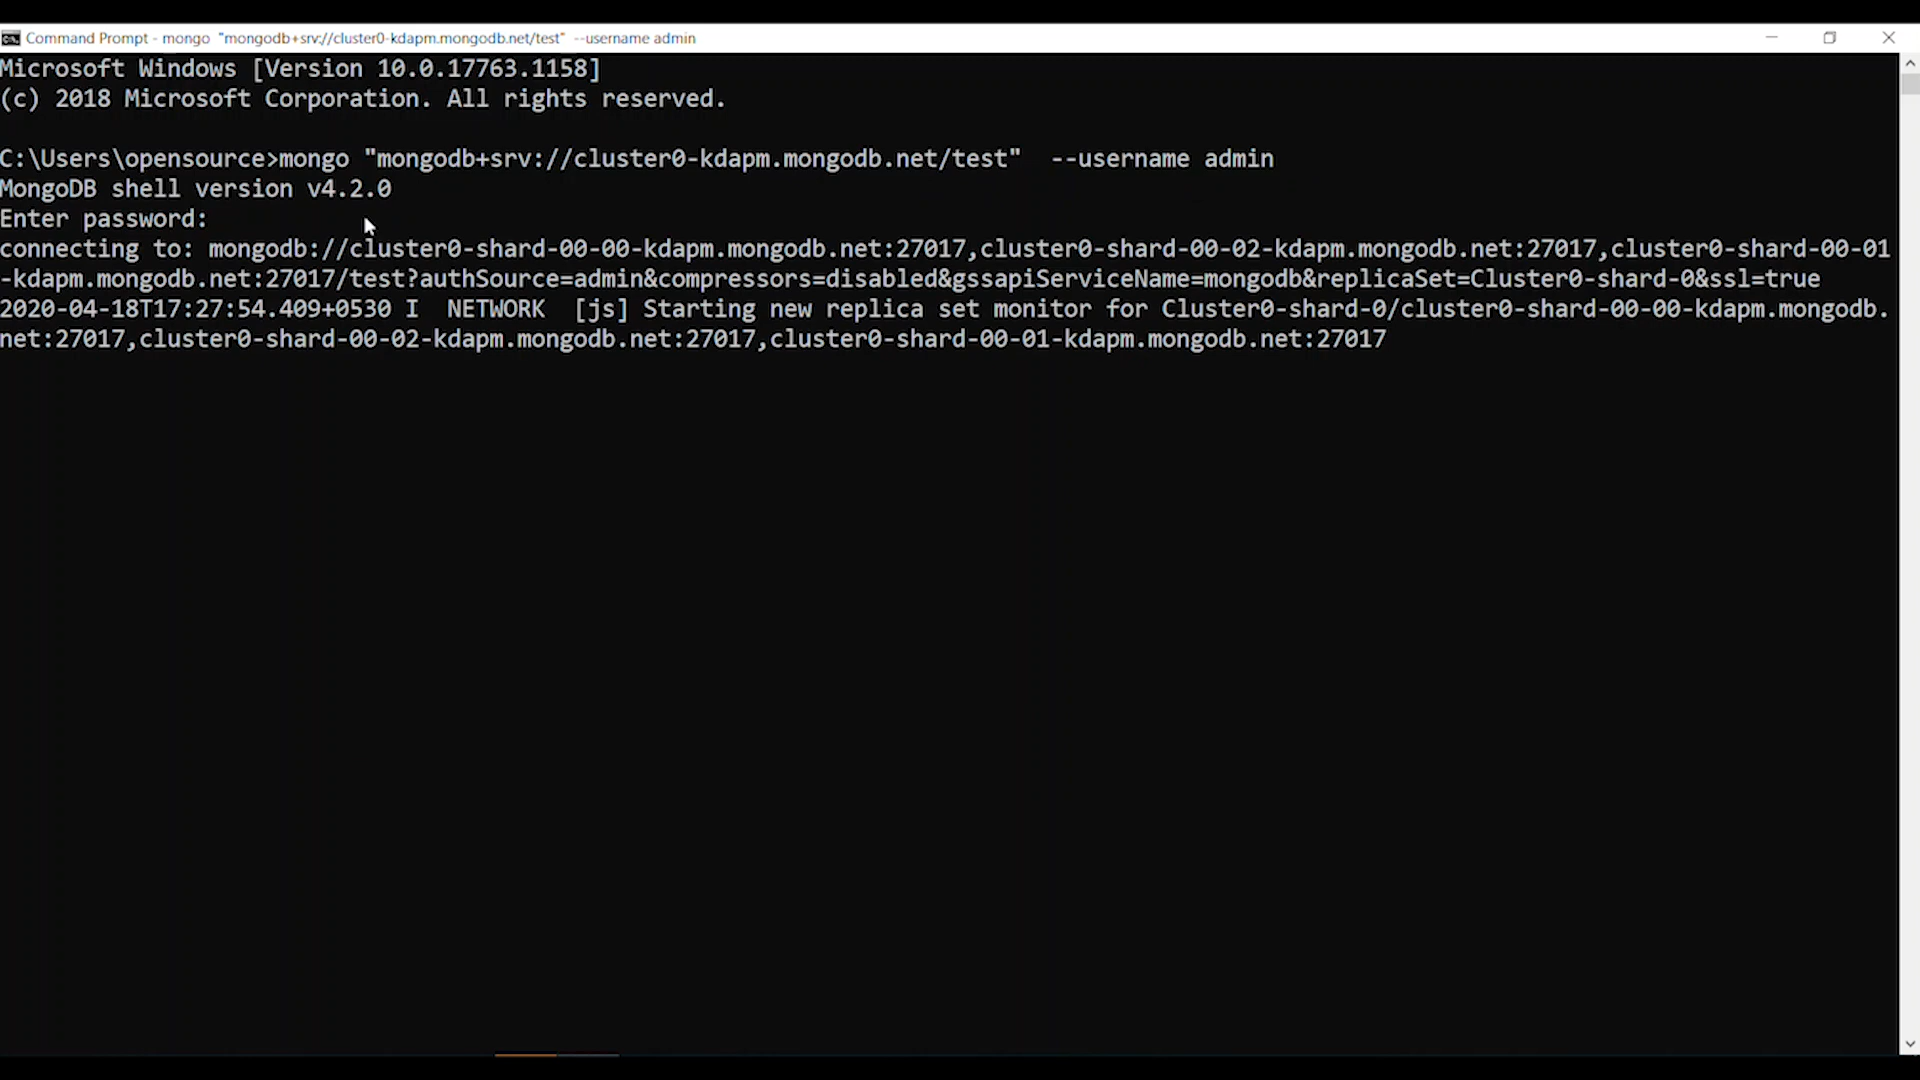 Command Prompt - mongo  "mongodb+srv://cluster0-kdapm.mongodb.net/test"  --username admin
Microsoft Windows [Version 10.0.17763.1158]
(c) 2018 Microsoft Corporation. All rights reserved.
C:\Users\opensource>mongo "mongodb+srv://cluster0-kdapm.mongodb.net/test"  --username admin
MongoDB shell version v4.2.0
Enter password:
connecting to: mongodb://cluster0-shard-00-00-kdapm.mongodb.net:27017,cluster0-shard-00-02-kdapm.mongodb.net:27017,cluster0-shard-00-01
-kdapm.mongodb.net:27017/test?authSource=admin&compressors=disabled&gssapiServiceName=mongodb&replicaSet=Cluster0-shard-0&ssl=true
2020-04-18T17:27:54.409+0530 I  NETWORK  [js] Starting new replica set monitor for Cluster0-shard-0/cluster0-shard-00-00-kdapm.mongodb.
net:27017,cluster0-shard-00-02-kdapm.mongodb.net:27017,cluster0-shard-00-01-kdapm.mongodb.net:27017